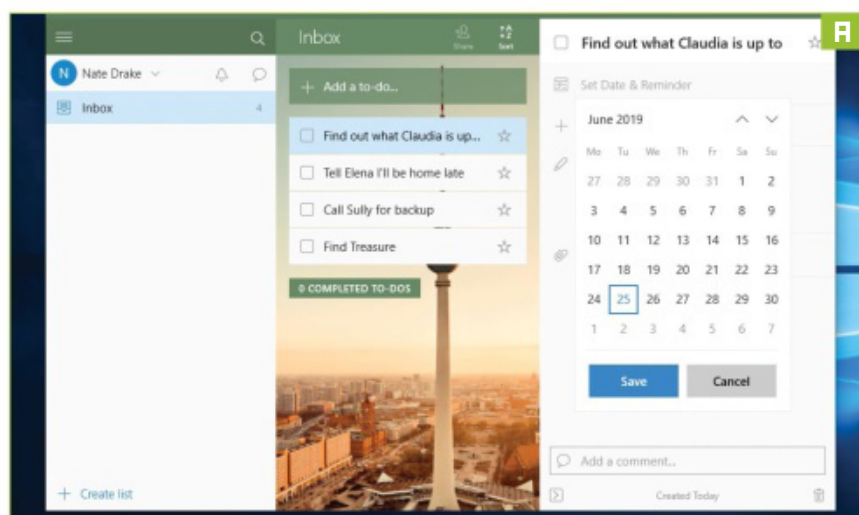 A
Inbox
Share
Sort
N
Nate Drake
Inbox
4
Create list
+ Add a to-do...
Find out what Claudia is up...
Tell Elena I'll be home late
Call Sully for backup
Find Treasure
0 COMPLETED TO-DOS
Find out what Claudia is up to
Set Date & Reminder
June 2019
Mo Tu We Th Fr Sa Su
27 28 29 30 31 1 2
3 4 5 6 7 8 9
10 11 12 13 14 15 16
17 18 19 20 21 22 23
24 25 26 27 28 29 30
1 2 3 4 5 6 7
Save Cancel
Add a comment...
Created Today